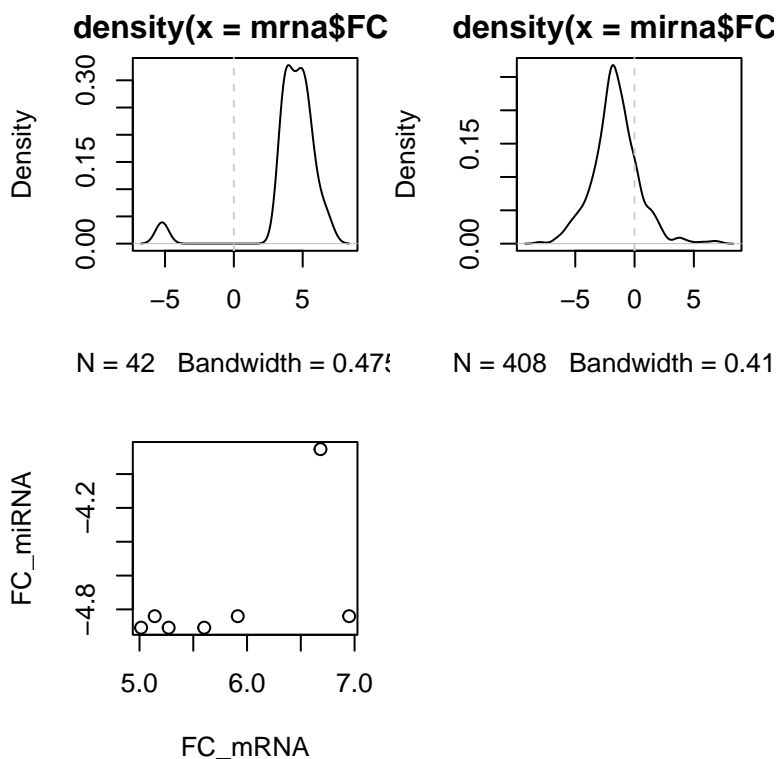 density(x = mrna$FC
Density
0.00 0.15 0.30
−5 0 5
N = 42 Bandwidth = 0.475
density(x = mirna$FC
Density
0.00 0.15
−5 0 5
N = 408 Bandwidth = 0.41
FC_miRNA
−4.8 −4.2
5.0 6.0 7.0
FC_mRNA